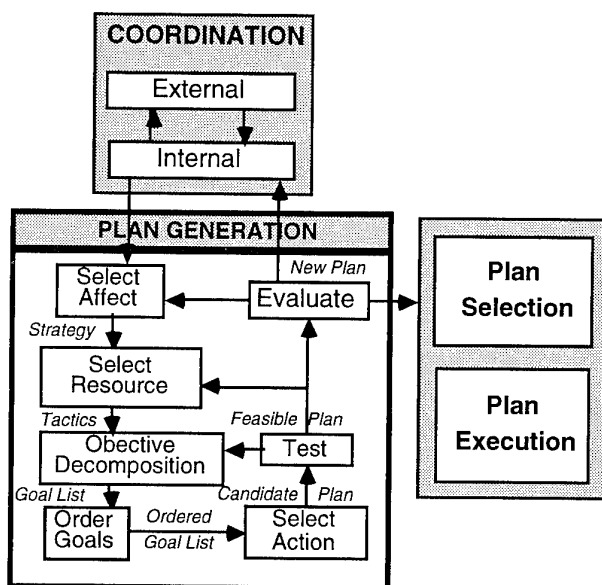 COORDINATION
External
Internal
PLAN GENERATION
New Plan
Select
Affect
Evaluate
Plan
Selection
Strategy
Select
Resource
Tactics
Feasible Plan
Plan
Execution
Obective
Decomposition
Test
Goal List
Candidate Plan
Order
Goals
Ordered
Goal List
Select
Action